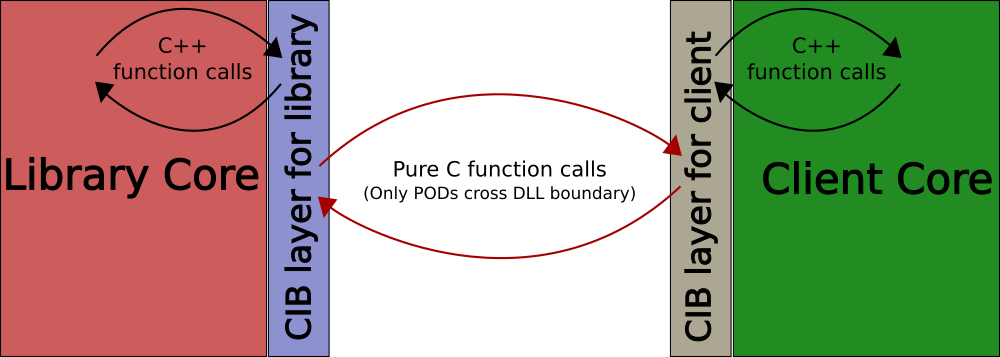 C++
function calls
Library Core
CIB layer for library
Pure C function calls
(Only PODs cross DLL boundary)
CIB layer for client
C++
function calls
Client Core